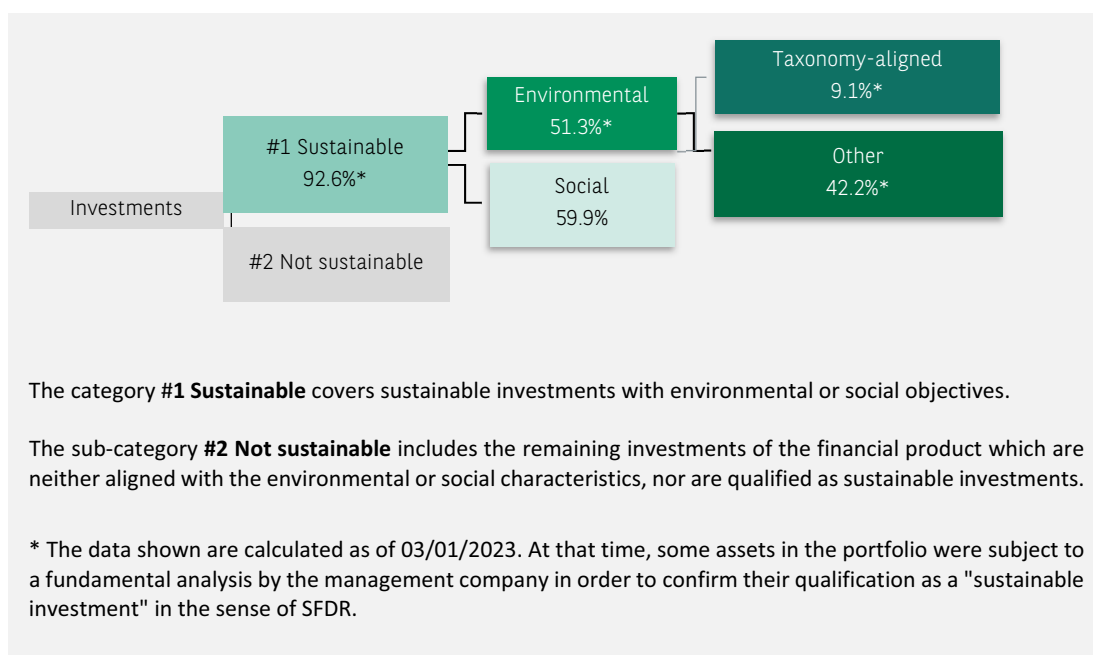 Taxonomy-aligned
9.1%*
Environmental
51.3%*
#1 Sustainable
92.6%*
Other
42.2%*
Social
59.9%
Investments
#2 Not sustainable
The category #1 Sustainable covers sustainable investments with environmental or social objectives.
The sub-category #2 Not sustainable includes the remaining investments of the financial product which are
neither aligned with the environmental or social characteristics, nor are qualified as sustainable investments.
* The data shown are calculated as of 03/01/2023. At that time, some assets in the portfolio were subject to
a fundamental analysis by the management company in order to confirm their qualification as a "sustainable
investment" in the sense of SFDR.